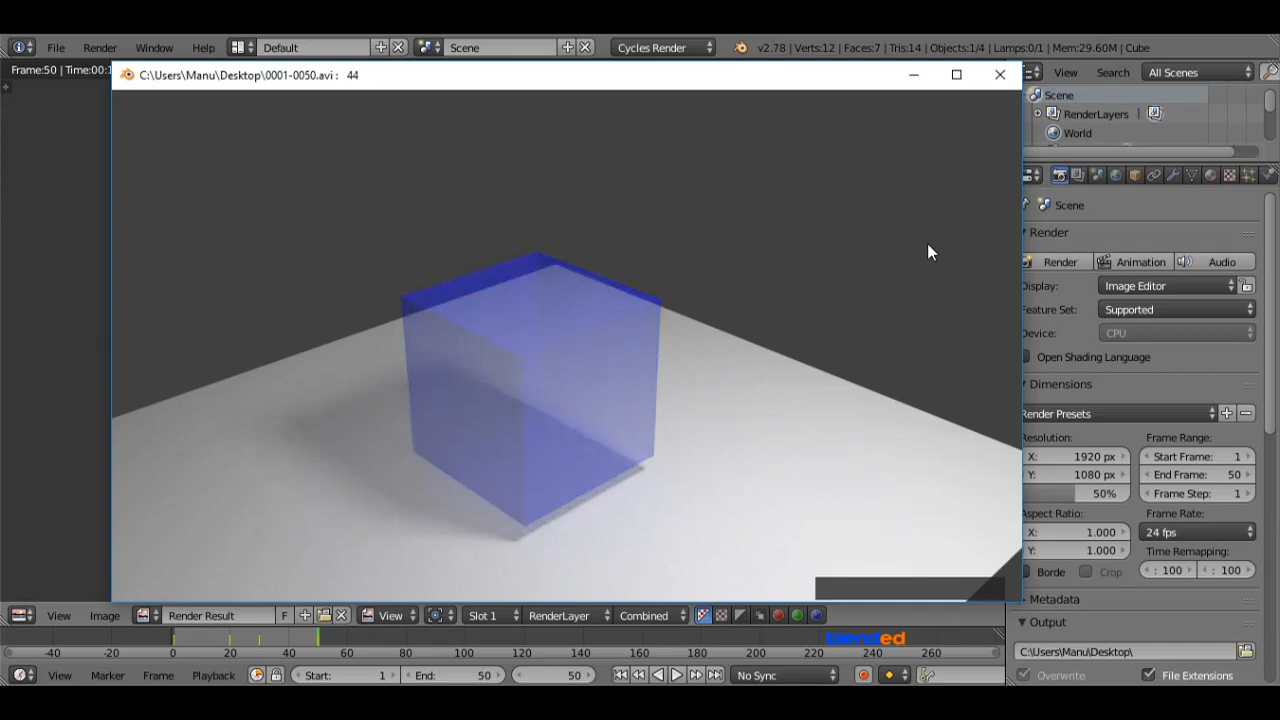 File Render Window Help Default Scene Cycles Render v2.78 | Verts:12 | Faces:7 | Tris:14 | Objects:1/4 | Lamps:0/1 | Mem:29.60M | Cube
Frame:50 | Time:00:1
C:\Users\Manu\Desktop\0001-0050.avi : 44
View Search All Scenes
Scene
RenderLayers |
World
Scene
Render
Render Animation Audio
Display: Image Editor
Feature Set: Supported
Device: CPU
Open Shading Language
Dimensions
Render Presets
Resolution: Frame Range:
X: 1920 px Start Frame: 1
Y: 1080 px End Frame: 50
50% Frame Step: 1
Aspect Ratio: Frame Rate:
X: 1.000 24 fps
Y: 1.000 Time Remapping:
Borde Crop : 100 : 100
Metadata
Output
C:\Users\Manu\Desktop\
Overwrite File Extensions
View Image Render Result F View Slot 1 RenderLayer Combined
blended
-40 -20 0 20 40 60 80 100 120 140 160 180 200 220 240 260
View Marker Frame Playback Start: 1 End: 50 50 No Sync